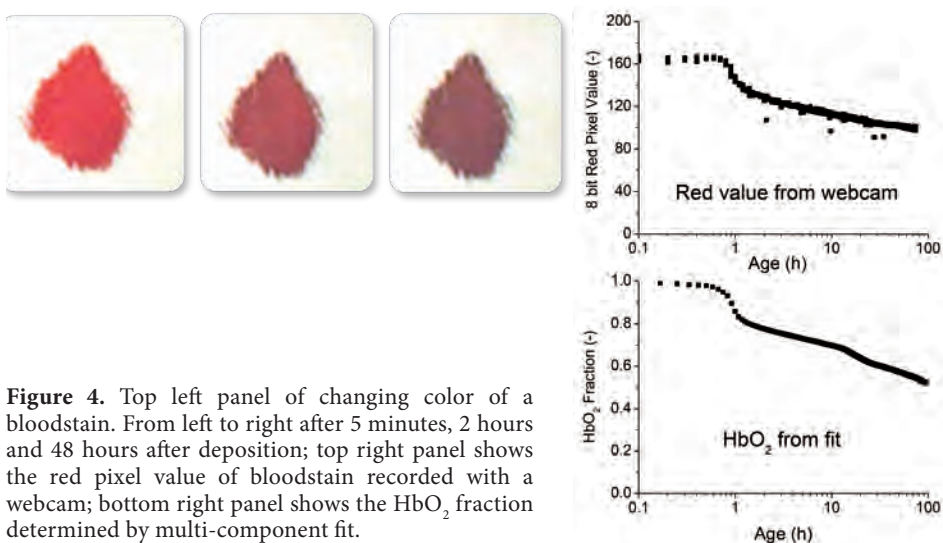 200
160
120
80
40
0
8 bit Red Pixel Value (-)
Red value from webcam
0.1 1 10 100
Age (h)
1.0
0.8
0.6
0.4
0.2
0.0
HbO₂ Fraction (-)
HbO₂ from fit
0.1 1 10 100
Age (h)
Figure 4. Top left panel of changing color of a
bloodstain. From left to right after 5 minutes, 2 hours
and 48 hours after deposition; top right panel shows
the red pixel value of bloodstain recorded with a
webcam; bottom right panel shows the HbO₂ fraction
determined by multi-component fit.